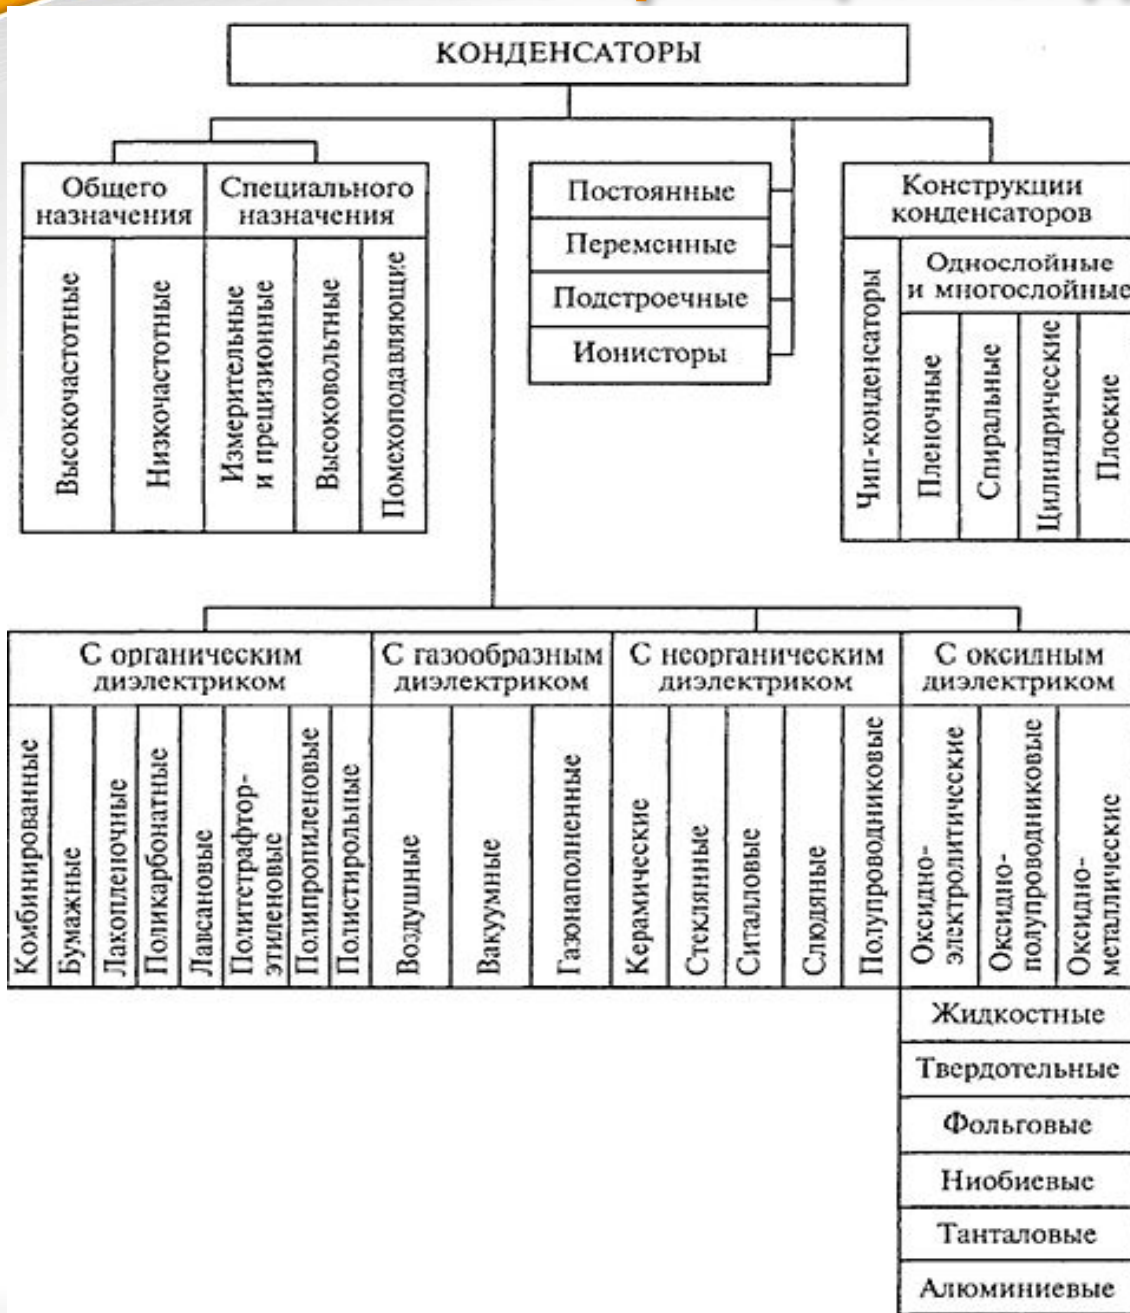 КОНДЕНСАТОРЫ
Общего
назначения
Специального
назначения
Высокочастотные
Низкочастотные
Измерительные
и прецизионные
Высоковольтные
Помехоподавляющие
Постоянные
Переменные
Подстроечные
Ионисторы
Конструкции
конденсаторов
Чип-конденсаторы
Однослойные
и многослойные
Пленочные
Спиральные
Цилиндрические
Плоские
С органическим
диэлектриком
Комбинированные
Бумажные
Лакопленочные
Поликарбонатные
Лавсановые
Политетрафтор-
этиленовые
Полипропиленовые
Полистирольные
С газообразным
диэлектриком
Воздушные
Вакуумные
Газонаполненные
С неорганическим
диэлектриком
Керамические
Стеклянные
Ситалловые
Слюдяные
Полупроводниковые
С оксидным
диэлектриком
Оксидно-
электролитические
Оксидно-
полупроводниковые
Оксидно-
металлические
Жидкостные
Твердотельные
Фольговые
Ниобиевые
Танталовые
Алюминиевые